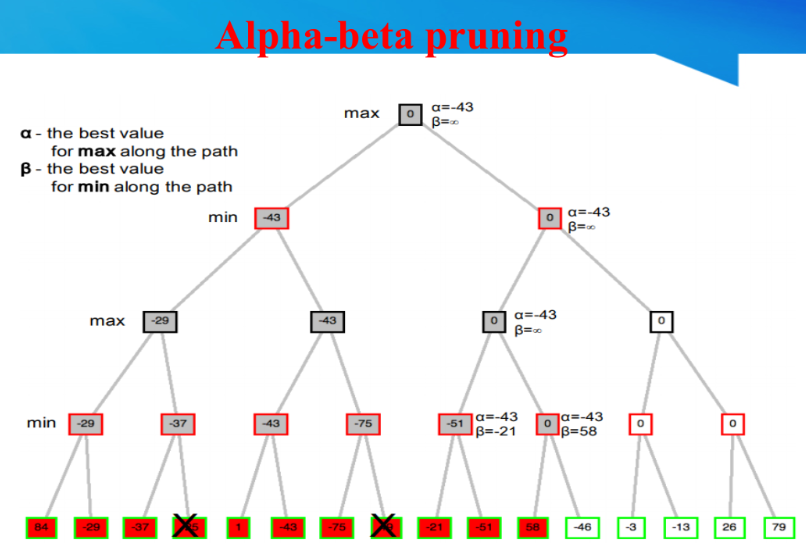 Alpha-beta pruning
max 0 α=-43
β=∞
α - the best value
for max along the path
β - the best value
for min along the path
min -43 0 α=-43
β=∞
max -29 -43 0 α=-43
β=∞
0
min -29 -37 -43 -75 -51 α=-43
β=-21
0 α=-43
β=58
0 0
84 -29 -37 1 -43 -75 -21 -51 58 -46 -3 -13 26 79